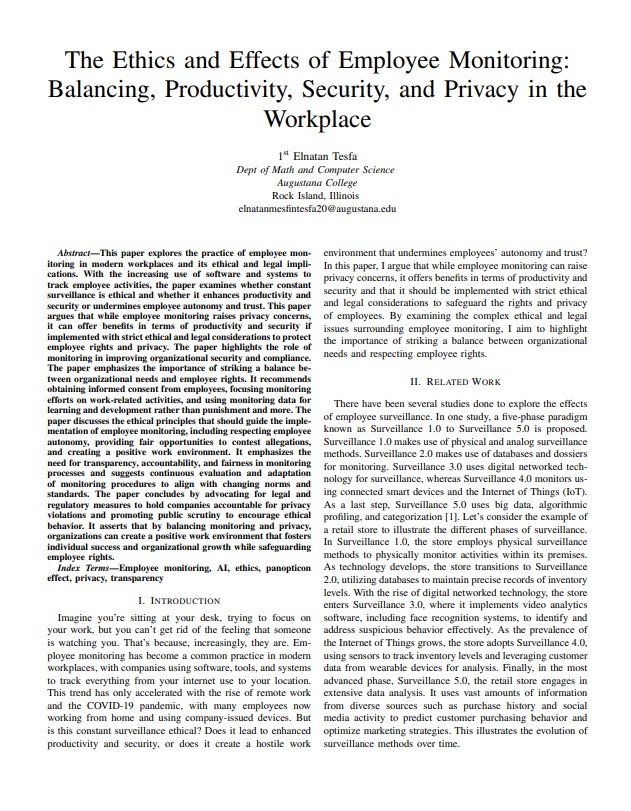 The Ethics and Effects of Employee Monitoring:
Balancing, Productivity, Security, and Privacy in the
Workplace
1st Elnatan Tesfa
Dept of Math and Computer Science
Augustana College
Rock Island, Illinois
elnatanmesfintesfa20@augustana.edu
Abstract—This paper explores the practice of employee mon-
itoring in modern workplaces and its ethical and legal impli-
cations. With the increasing use of software and systems to
track employee activities, the paper examines whether constant
surveillance is ethical and whether it enhances productivity and
security or undermines employee autonomy and trust. This paper
argues that while employee monitoring raises privacy concerns,
it can offer benefits in terms of productivity and security if
implemented with strict ethical and legal considerations to protect
employee rights and privacy. The paper highlights the role of
monitoring in improving organizational security and compliance.
The paper emphasizes the importance of striking a balance be-
tween organizational needs and employee rights. It recommends
obtaining informed consent from employees, focusing monitoring
efforts on work-related activities, and using monitoring data for
learning and development rather than punishment and more. The
paper discusses the ethical principles that should guide the imple-
mentation of employee monitoring, including respecting employee
autonomy, providing fair opportunities to contest allegations,
and creating a positive work environment. It emphasizes the
need for transparency, accountability, and fairness in monitoring
processes and suggests continuous evaluation and adaptation
of monitoring procedures to align with changing norms and
standards. The paper concludes by advocating for legal and
regulatory measures to hold companies accountable for privacy
violations and promoting public scrutiny to encourage ethical
behavior. It asserts that by balancing monitoring and privacy,
organizations can create a positive work environment that fosters
individual success and organizational growth while safeguarding
employee rights.
Index Terms—Employee monitoring, AI, ethics, panopticon
effect, privacy, transparency
I. INTRODUCTION
Imagine you're sitting at your desk, trying to focus on
your work, but you can't get rid of the feeling that someone
is watching you. That's because, increasingly, they are. Em-
ployee monitoring has become a common practice in modern
workplaces, with companies using software, tools, and systems
to track everything from your internet use to your location.
This trend has only accelerated with the rise of remote work
and the COVID-19 pandemic, with many employees now
working from home and using company-issued devices. But
is this constant surveillance ethical? Does it lead to enhanced
productivity and security, or does it create a hostile work
environment that undermines employees' autonomy and trust?
In this paper, I argue that while employee monitoring can raise
privacy concerns, it offers benefits in terms of productivity and
security and that it should be implemented with strict ethical
and legal considerations to safeguard the rights and privacy
of employees. By examining the complex ethical and legal
issues surrounding employee monitoring, I aim to highlight
the importance of striking a balance between organizational
needs and respecting employee rights.
II. RELATED WORK
There have been several studies done to explore the effects
of employee surveillance. In one study, a five-phase paradigm
known as Surveillance 1.0 to Surveillance 5.0 is proposed.
Surveillance 1.0 makes use of physical and analog surveillance
methods. Surveillance 2.0 makes use of databases and dossiers
for monitoring. Surveillance 3.0 uses digital networked tech-
nology for surveillance, whereas Surveillance 4.0 monitors us-
ing connected smart devices and the Internet of Things (IoT).
As a last step, Surveillance 5.0 uses big data, algorithmic
profiling, and categorization [1]. Let's consider the example of
a retail store to illustrate the different phases of surveillance.
In Surveillance 1.0, the store employs physical surveillance
methods to physically monitor activities within its premises.
As technology develops, the store transitions to Surveillance
2.0, utilizing databases to maintain precise records of inventory
levels. With the rise of digital networked technology, the store
enters Surveillance 3.0, where it implements video analytics
software, including face recognition systems, to identify and
address suspicious behavior effectively. As the prevalence of
the Internet of Things grows, the store adopts Surveillance 4.0,
using sensors to track inventory levels and leveraging customer
data from wearable devices for analysis. Finally, in the most
advanced phase, Surveillance 5.0, the retail store engages in
extensive data analysis. It uses vast amounts of information
from diverse sources such as purchase history and social
media activity to predict customer purchasing behavior and
optimize marketing strategies. This illustrates the evolution of
surveillance methods over time.